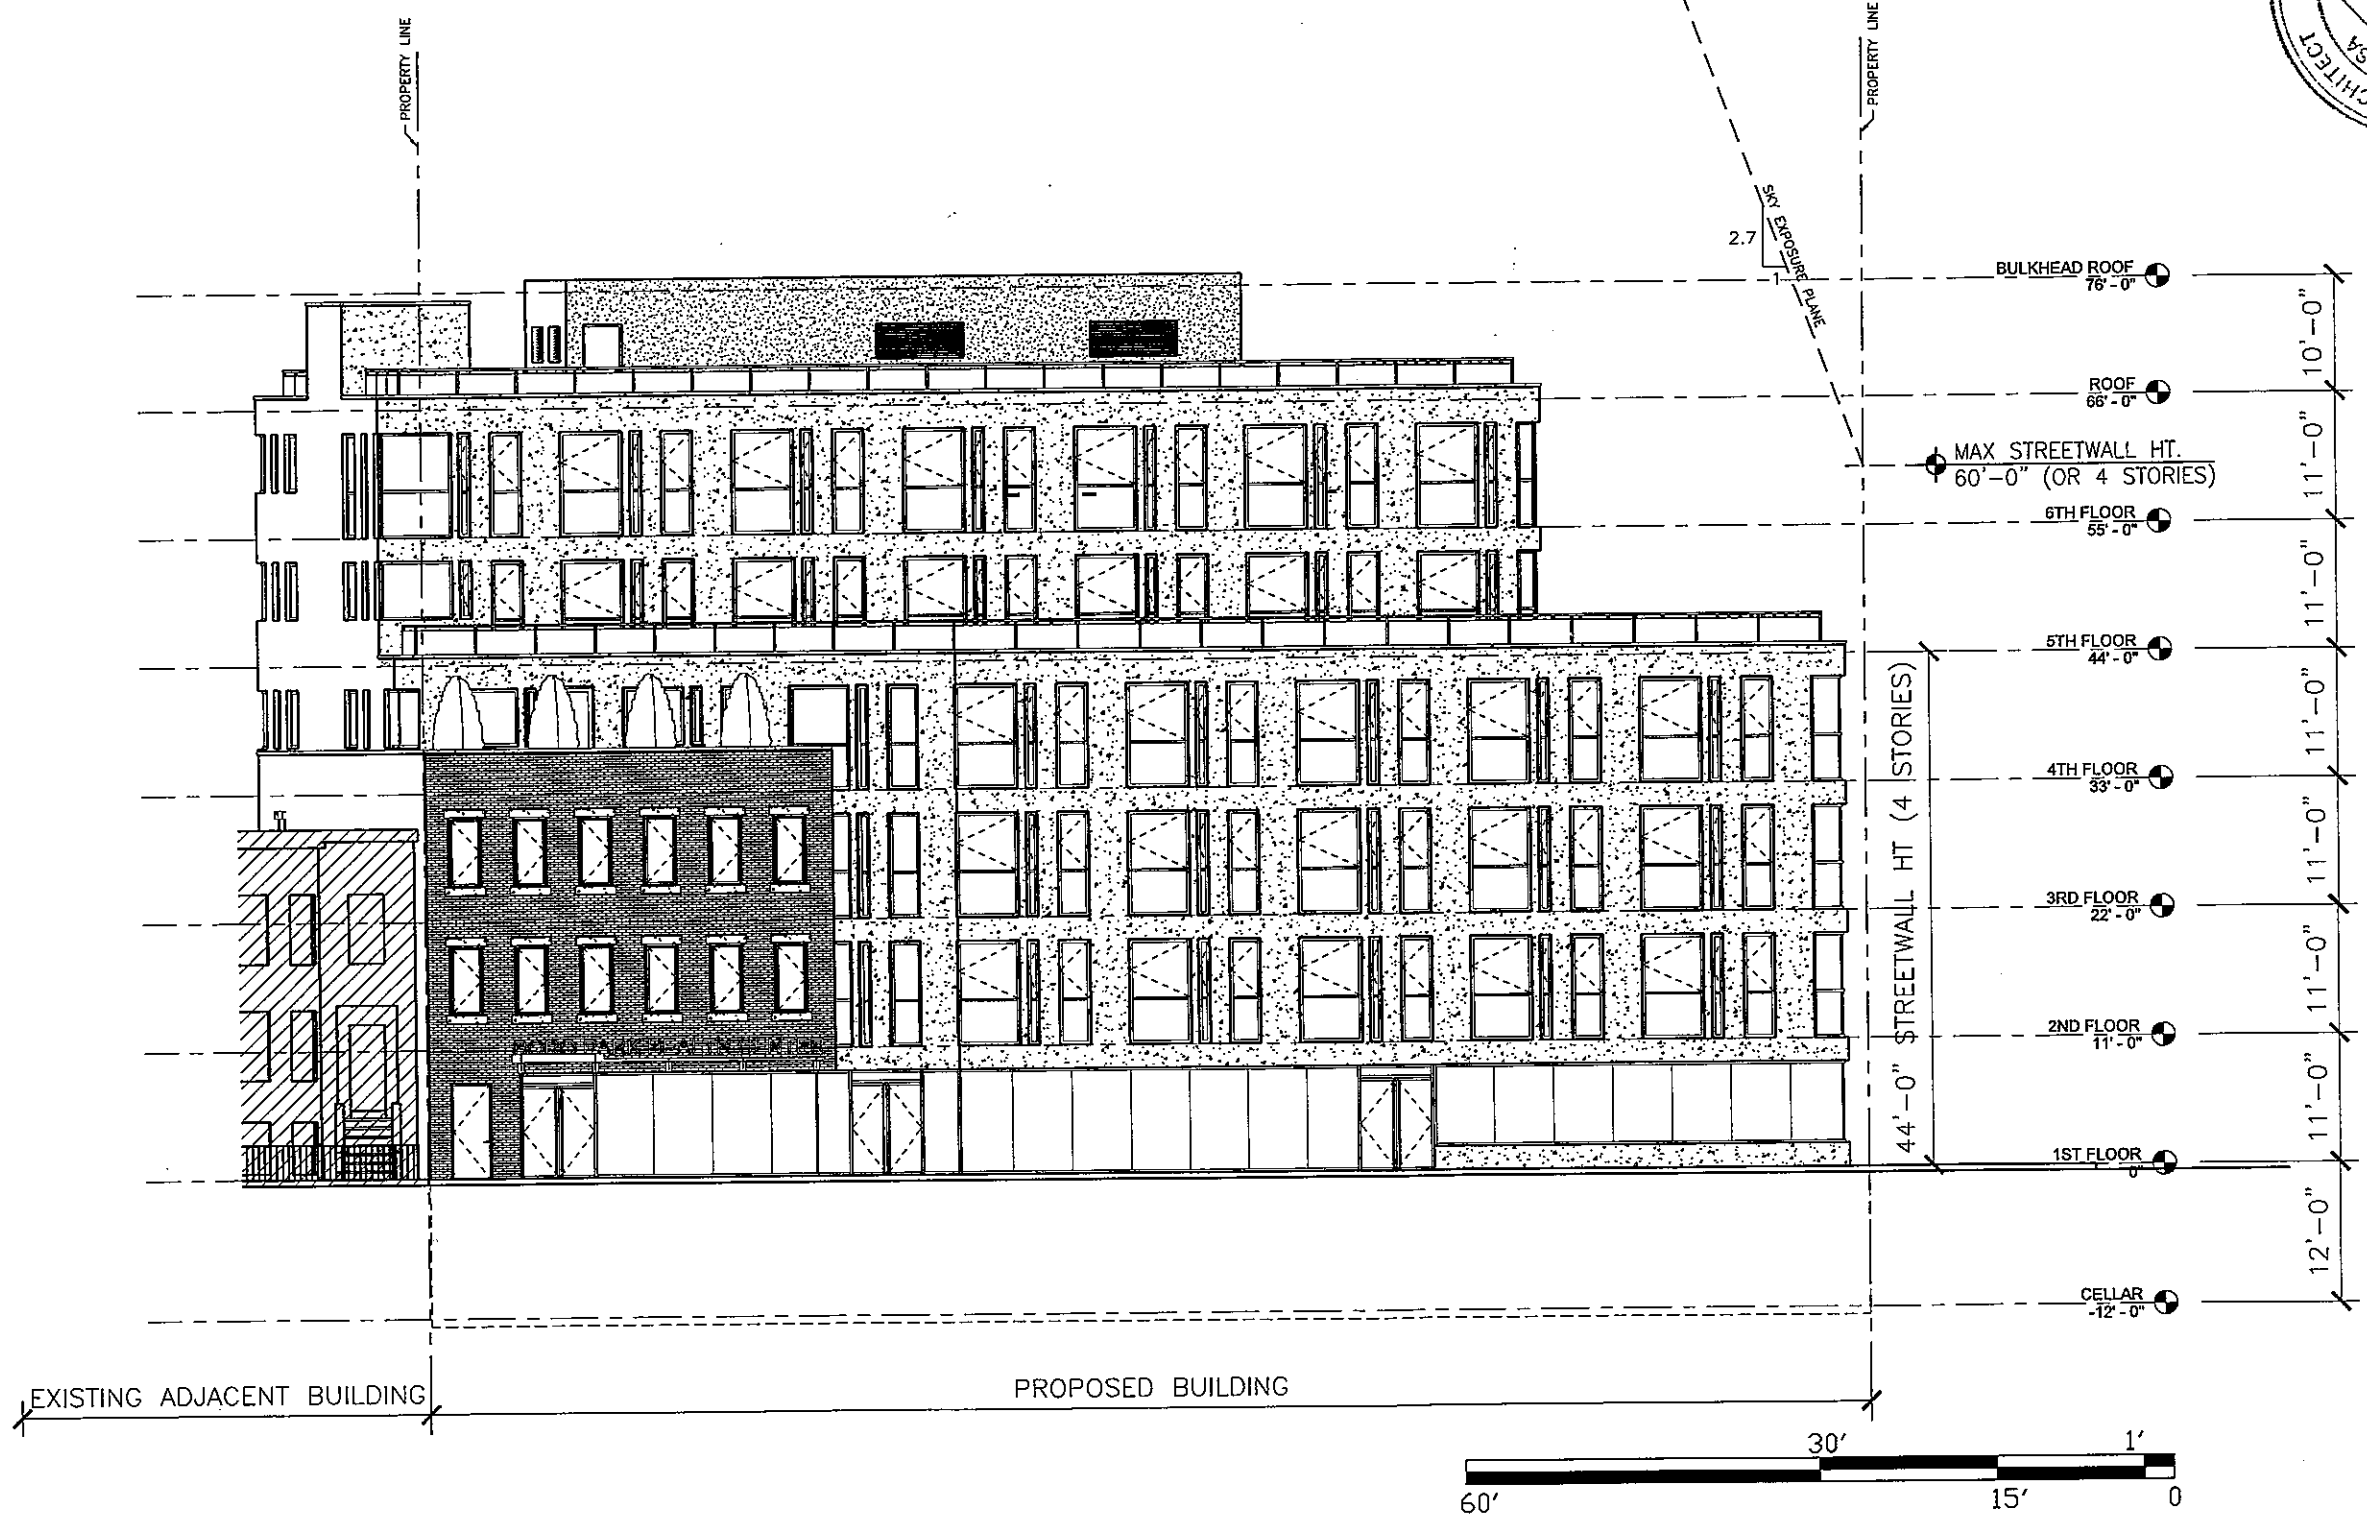 PROPERTY LINE
PROPERTY LINE
CHITECT
SKY EXPOSURE PLANE
2.7
1
BULKHEAD ROOF
76'-0"
10'-0"
ROOF
66'-0"
11'-0"
MAX STREETWALL HT.
60'-0" (OR 4 STORIES)
6TH FLOOR
55'-0"
11'-0"
5TH FLOOR
44'-0"
11'-0"
4TH FLOOR
33'-0"
11'-0"
3RD FLOOR
22'-0"
11'-0"
2ND FLOOR
11'-0"
11'-0"
1ST FLOOR
0"
44'-0" STREETWALL HT (4 STORIES)
12'-0"
CELLAR
-12'-0"
EXISTING ADJACENT BUILDING
PROPOSED BUILDING
30'
1'
60'
15'
0